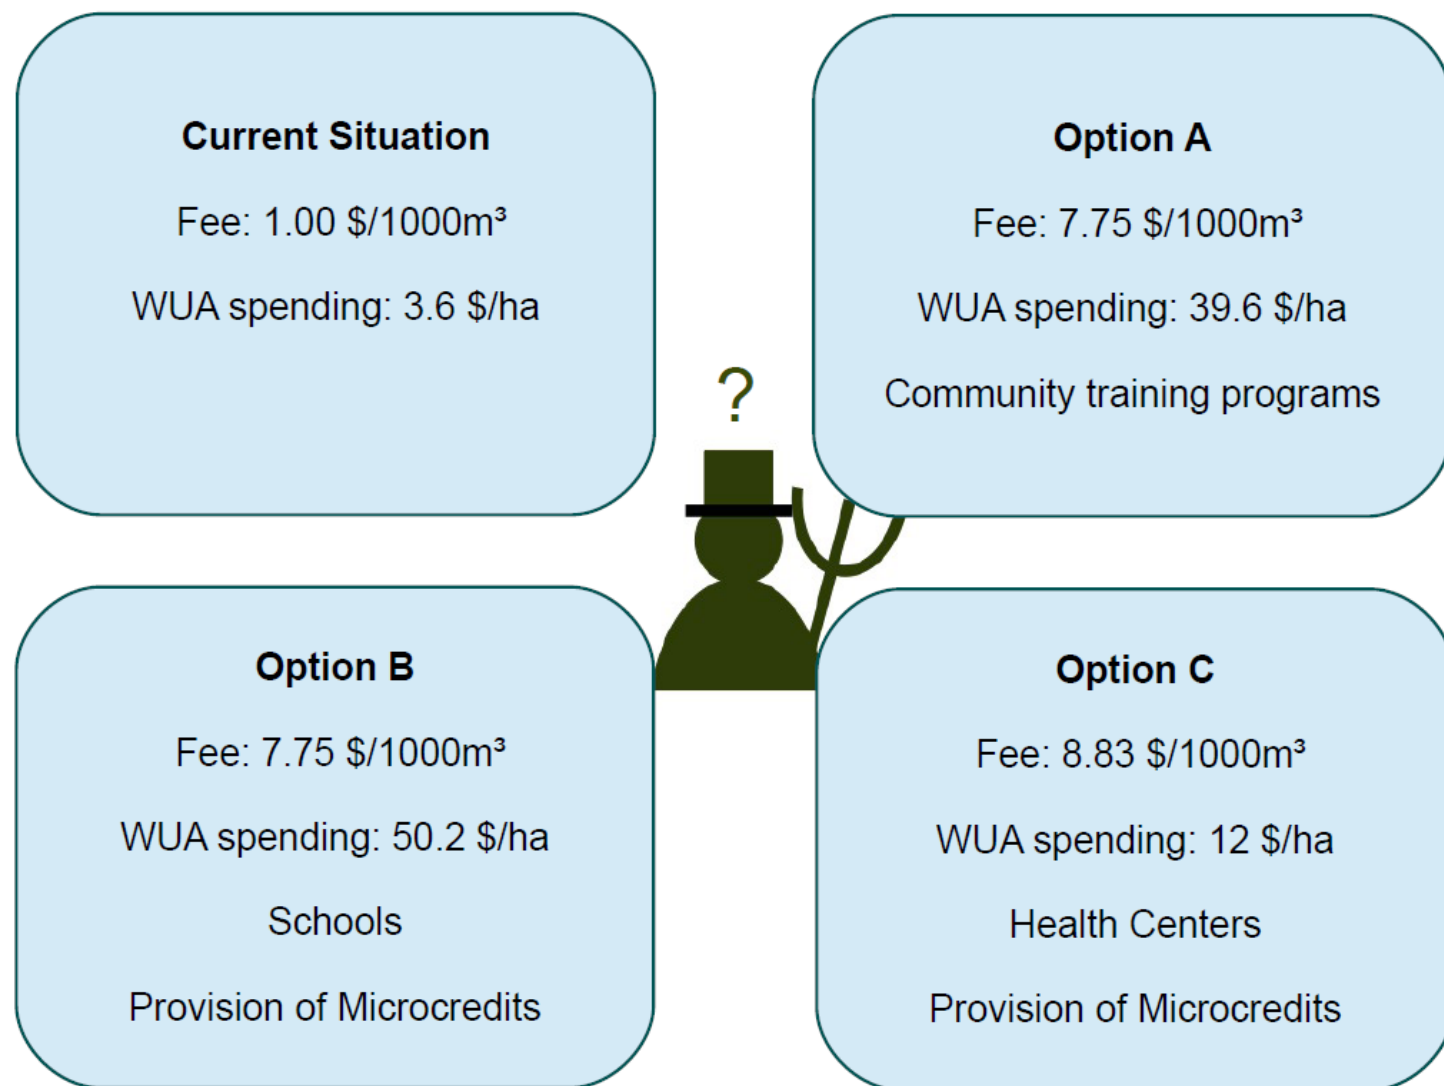 Current Situation
Fee: 1.00 $/1000m³
WUA spending: 3.6 $/ha
Option A
Fee: 7.75 $/1000m³
WUA spending: 39.6 $/ha
Community training programs
?
Option B
Fee: 7.75 $/1000m³
WUA spending: 50.2 $/ha
Schools
Provision of Microcredits
Option C
Fee: 8.83 $/1000m³
WUA spending: 12 $/ha
Health Centers
Provision of Microcredits